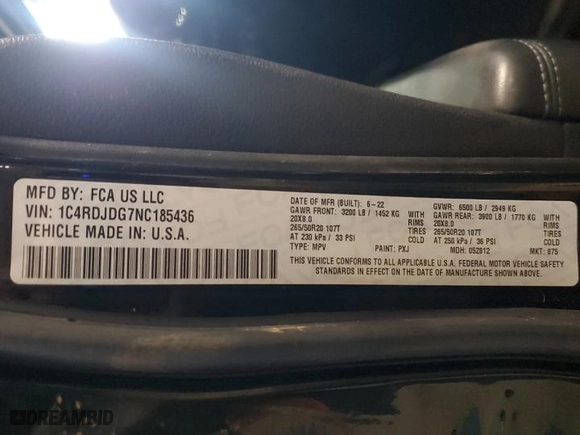 MFD BY: FCA US LLC
VIN: 1C4RDJDG7NC185436
VEHICLE MADE IN: U.S.A.
DATE OF MFR (BUILT): 6-22 GVWR: 6500 LB / 2949 KG
GAWR FRONT: 3200 LB / 1452 KG WITH GAWR REAR: 3900 LB / 1770 KG WITH
20X8.0 RIMS 20X8.0 RIMS
265/50R20 107T TIRES 265/50R20 107T TIRES
AT 230 kPa / 33 PSI COLD AT 250 kPa / 36 PSI COLD
TYPE: MPV PAINT: PXJ MDH: 052812 MKT: 875
THIS VEHICLE CONFORMS TO ALL APPLICABLE U.S.A. FEDERAL MOTOR VEHICLE SAFETY
STANDARDS IN EFFECT ON THE DATE OF MANUFACTURE SHOWN ABOVE.
DREAMBID